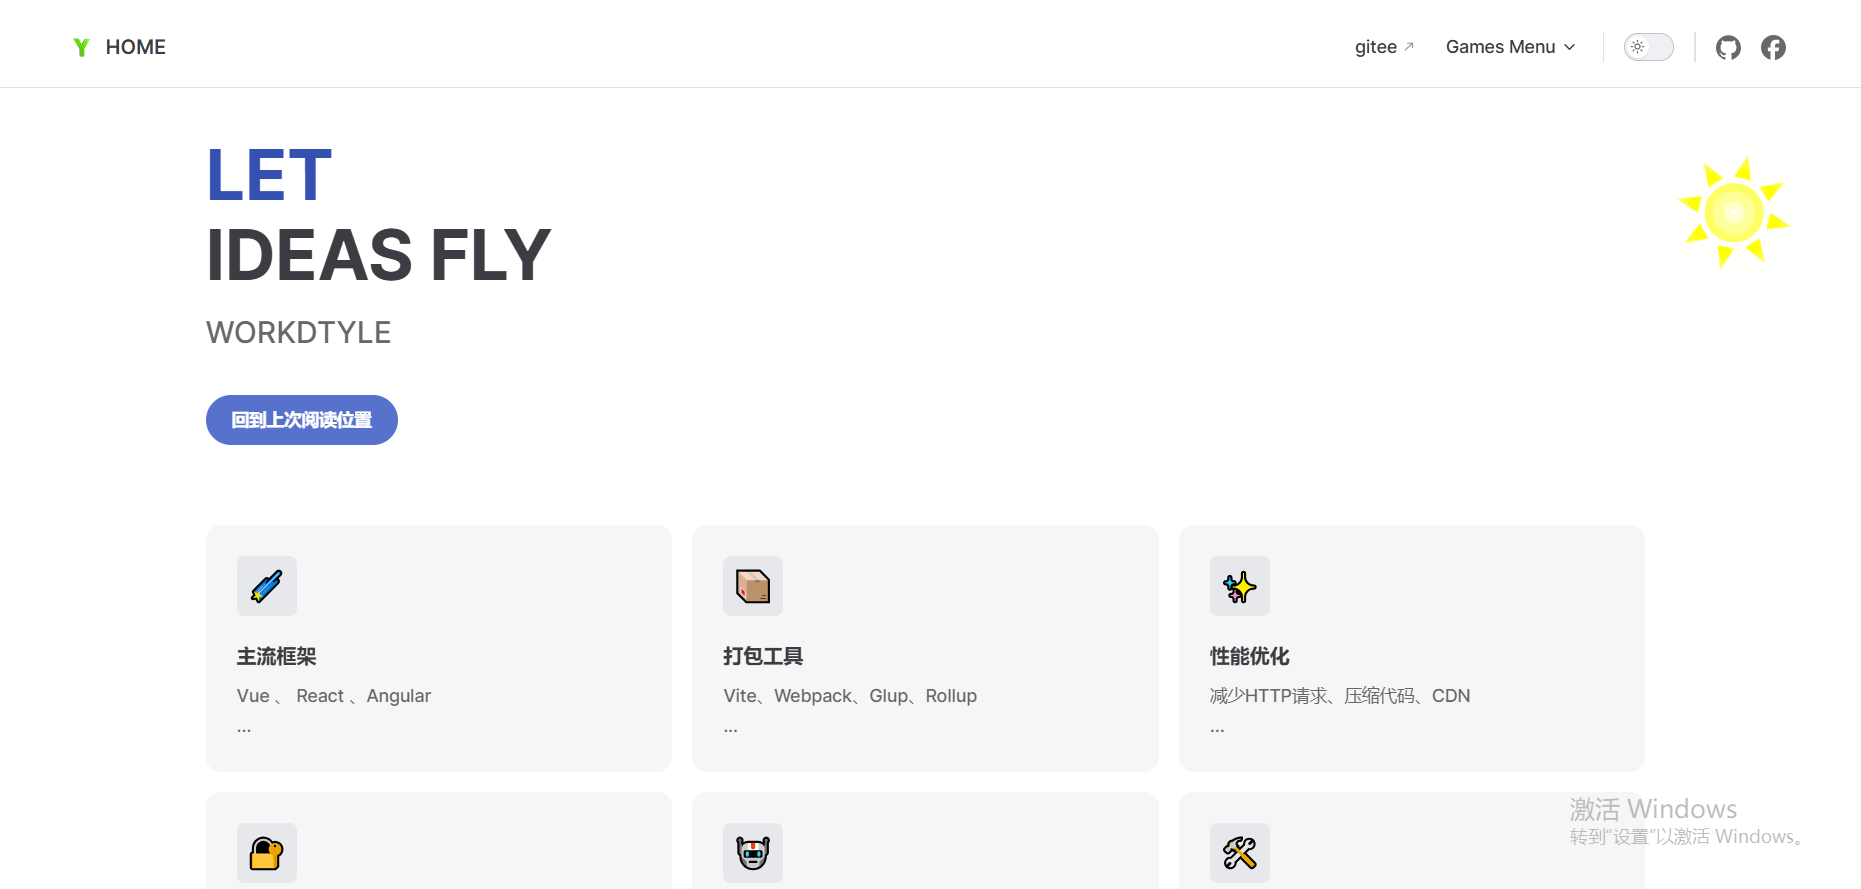 Y HOME
gitee
Games Menu
LET
IDEAS FLY
WORKDTYLE
回到上次阅读位置
主流框架
Vue 、 React 、Angular
...
打包工具
Vite、Webpack、Glup、Rollup
...
性能优化
减少HTTP请求、压缩代码、CDN
...
激活 Windows
转到“设置”以激活 Windows。